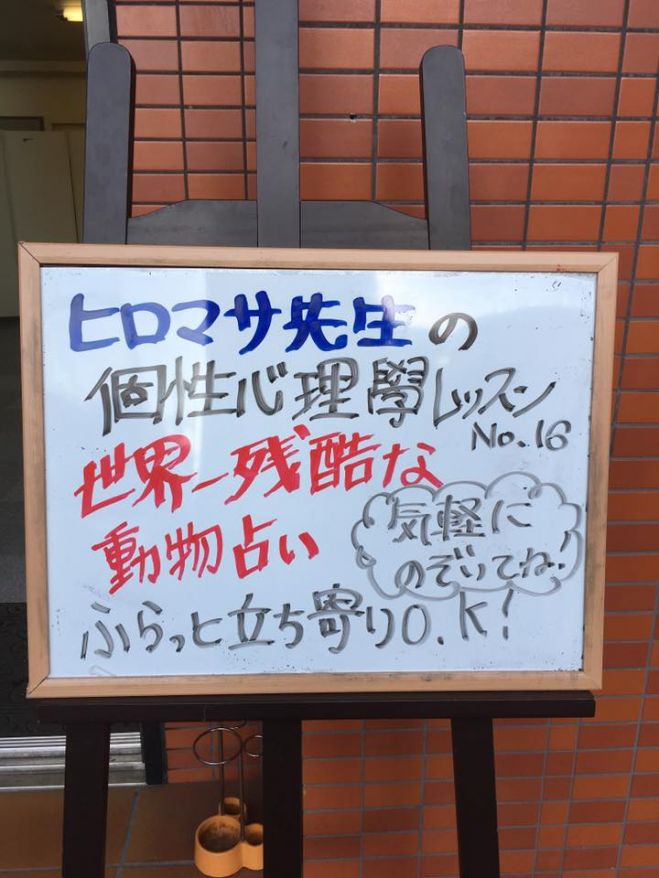 ヒロマサ先生の
個性心理學レッスン
No.16
世界一残酷な
動物占い
気軽に
のぞいてね!
ふらっと立ち寄りO.K!